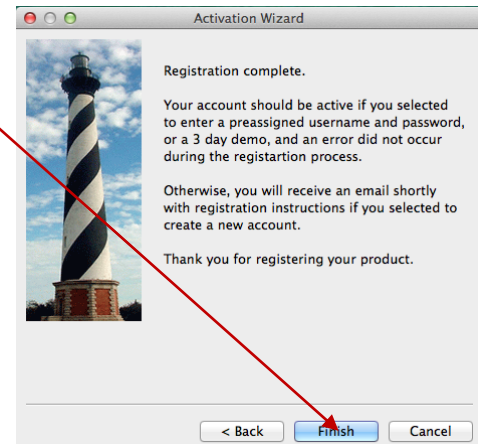 Activation Wizard
Registration complete.
Your account should be active if you selected
to enter a preassigned username and password,
or a 3 day demo, and an error did not occur
during the registartion process.
Otherwise, you will receive an email shortly
with registration instructions if you selected to
create a new account.
Thank you for registering your product.
< Back Finish Cancel